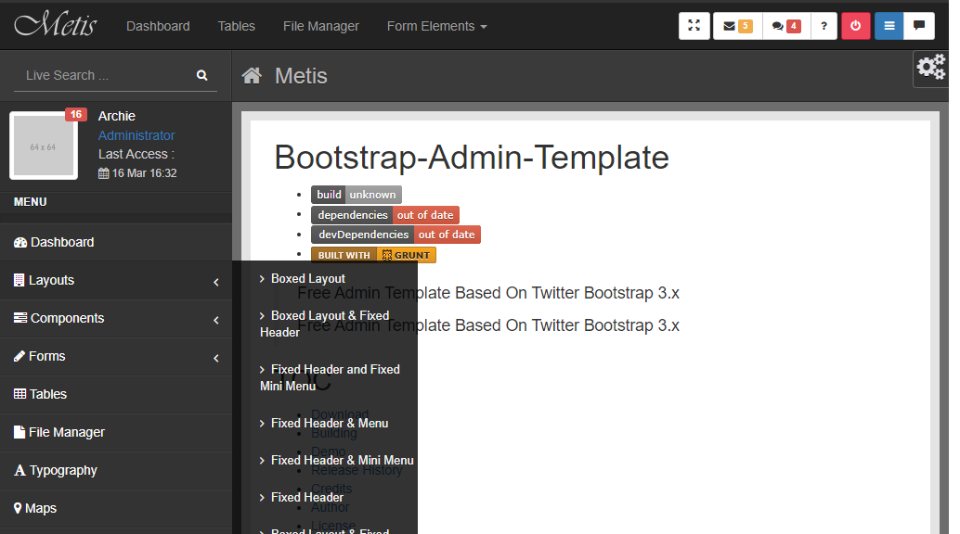 Metis Dashboard Tables File Manager Form Elements 5 4 ?
Live Search ...
Metis
16
64 x 64
Archie
Administrator
Last Access :
16 Mar 16:32
MENU
Dashboard
Layouts
Components
Forms
Tables
File Manager
Typography
Maps
Boxed Layout
Boxed Layout & Fixed
Header
Fixed Header and Fixed
Mini Menu
Fixed Header & Menu
Fixed Header & Mini Menu
Fixed Header
Boxed Layout & Fixed
Bootstrap-Admin-Template
build unknown
dependencies out of date
devDependencies out of date
BUILT WITH GRUNT
Free Admin Template Based On Twitter Bootstrap 3.x
Free Admin Template Based On Twitter Bootstrap 3.x
TOC
Download
Building
Demo
Release History
Credits
Author
License